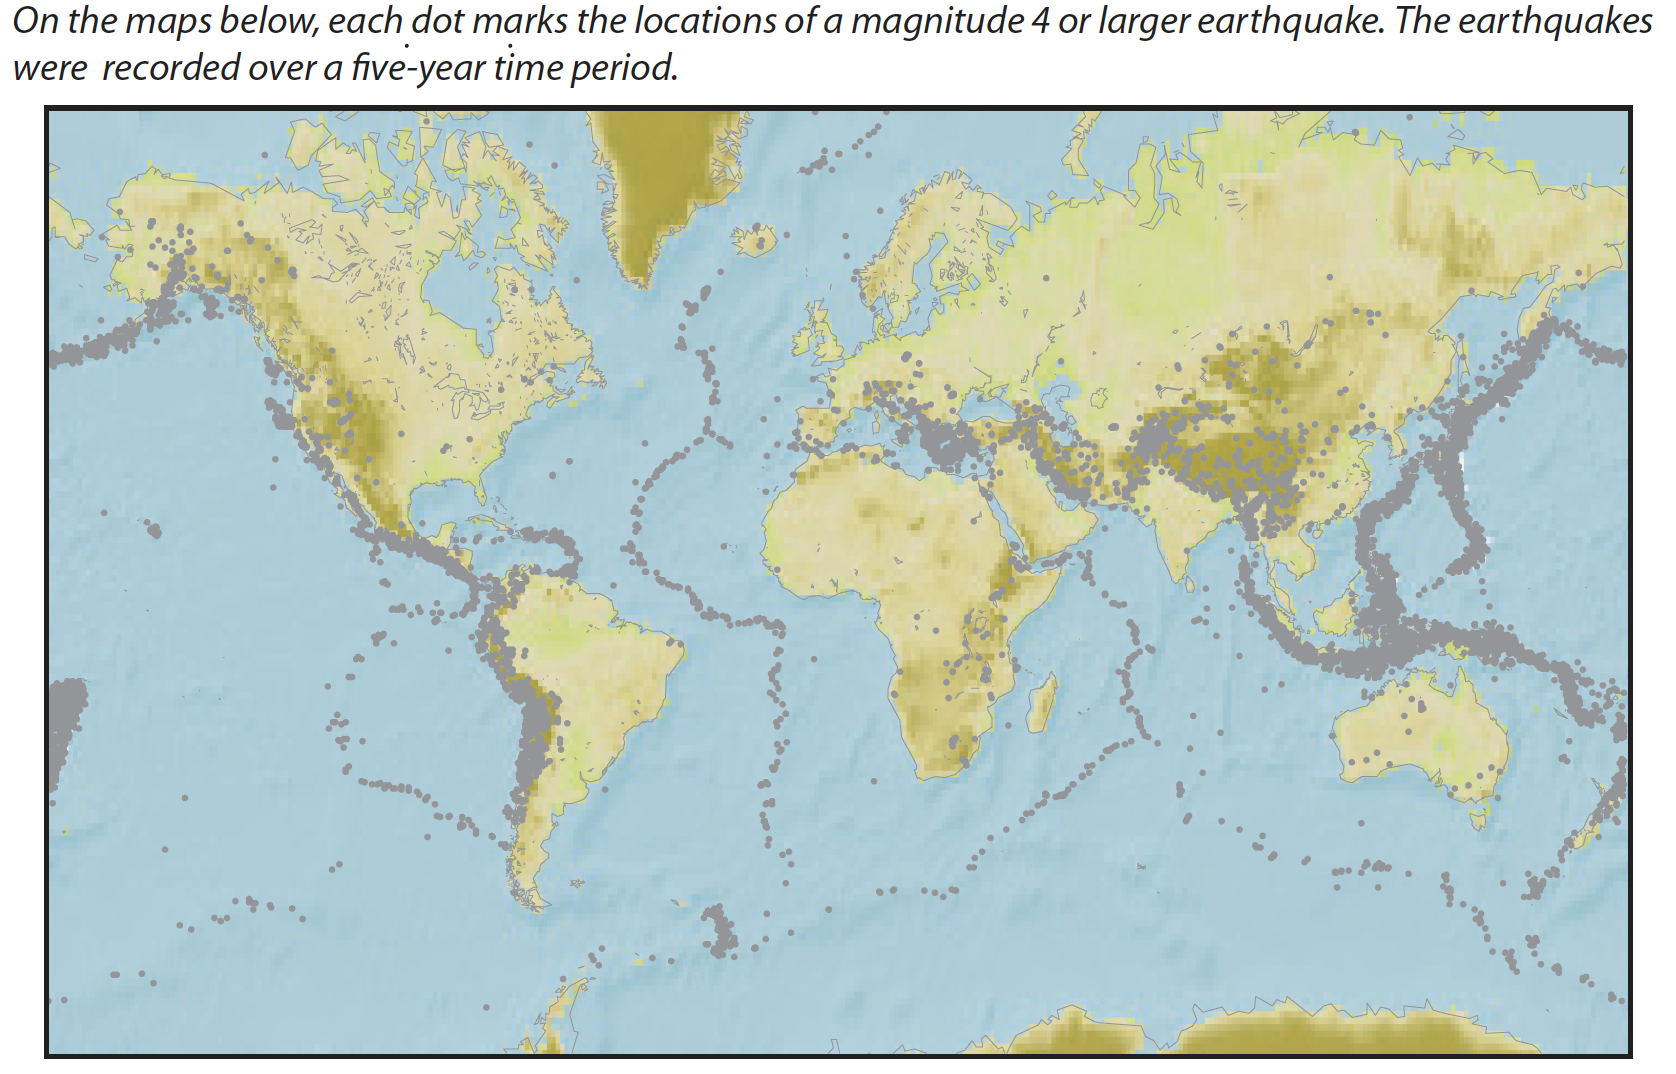 On the maps below, each dot marks the locations of a magnitude 4 or larger earthquake. The earthquakes
were  recorded over a five-year time period.